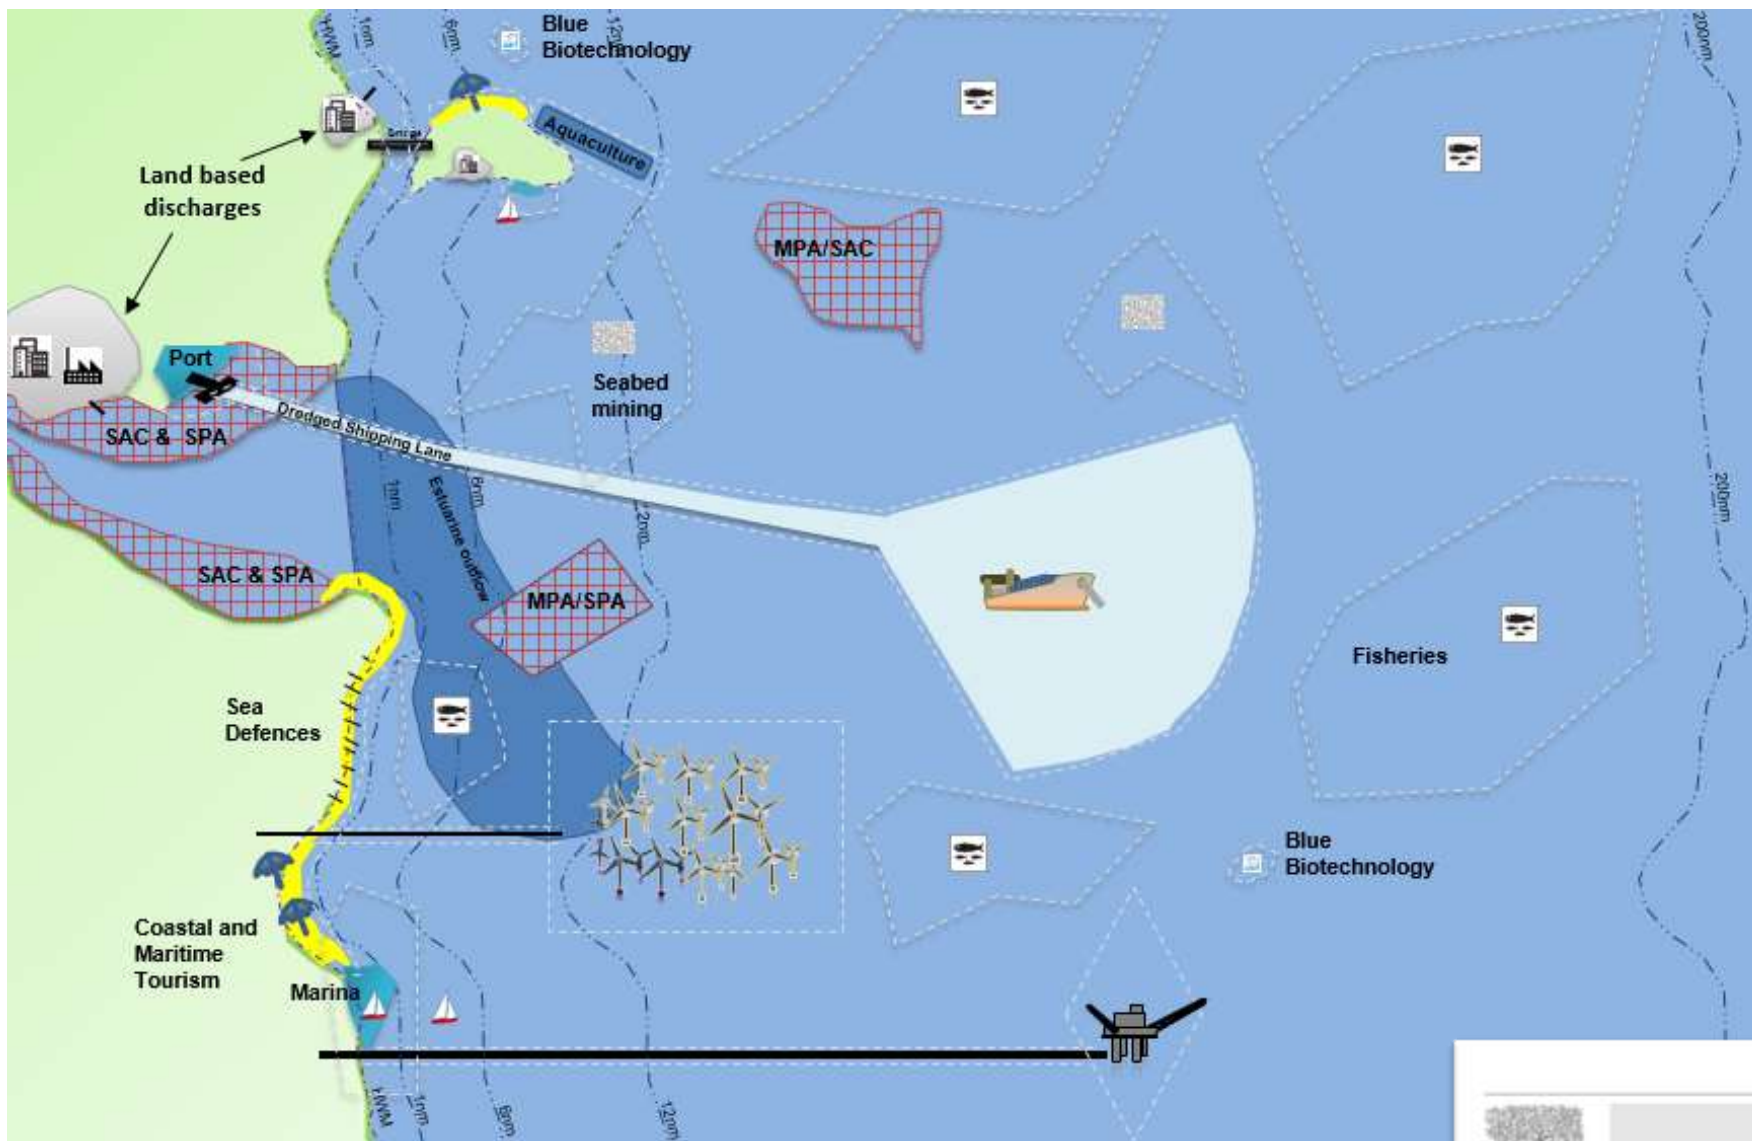 HWM
1nm
6nm
12nm
200nm
Blue
Biotechnology
Bridge
Aquaculture
Land based
discharges
MPA/SAC
Port
Seabed
mining
Dredged Shipping Lane
SAC & SPA
1nm
6nm
12nm
200nm
Estuarine outflow
SAC & SPA
MPA/SPA
Fisheries
Sea
Defences
Blue
Biotechnology
Coastal and
Maritime
Tourism
Marina
HWM
1nm
6nm
12nm